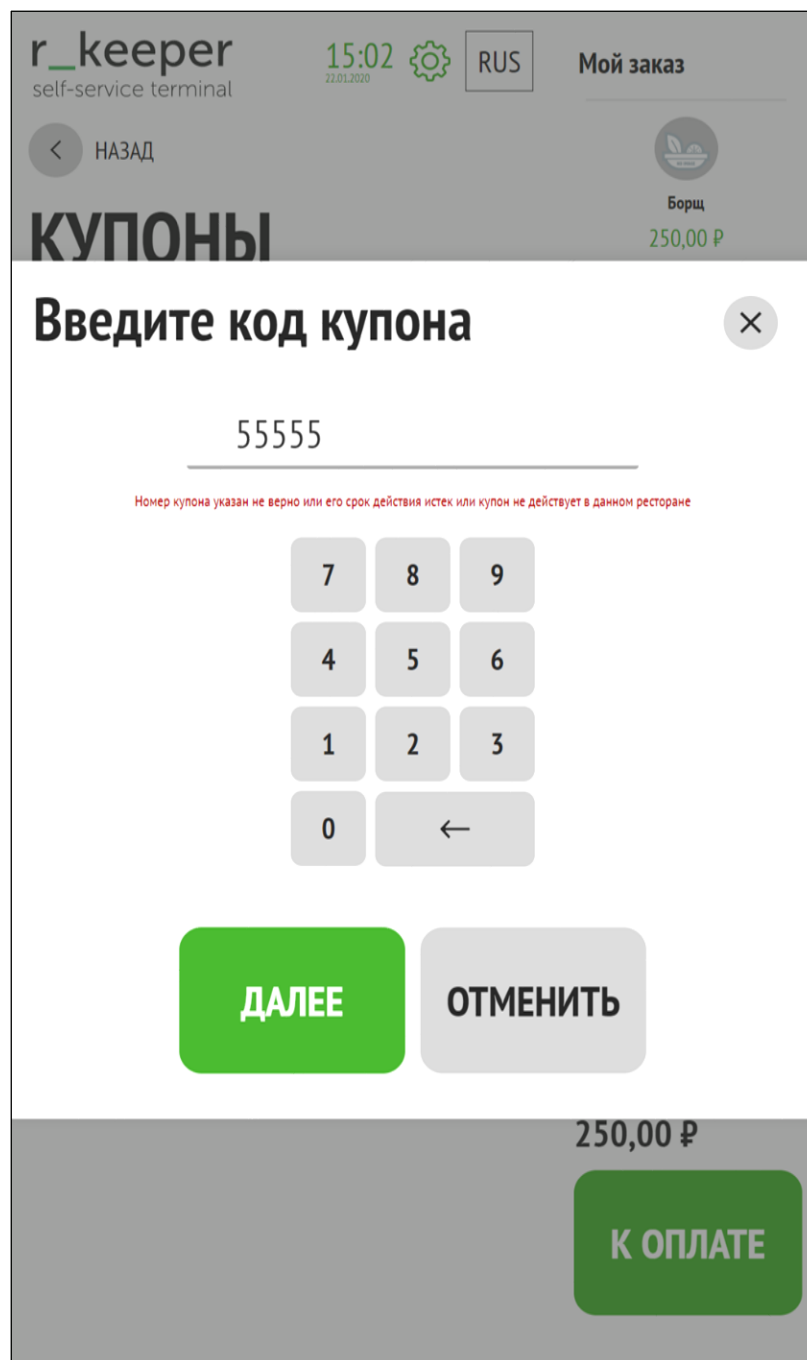 r_keeper
self-service terminal
15:02
22.01.2020
RUS
Мой заказ
НАЗАД
Борщ
250,00 ₽
КУПОНЫ
Введите код купона
55555
Номер купона указан не верно или его срок действия истек или купон не действует в данном ресторане
7 8 9
4 5 6
1 2 3
0 ←
ДАЛЕЕ
ОТМЕНИТЬ
250,00 ₽
К ОПЛАТЕ